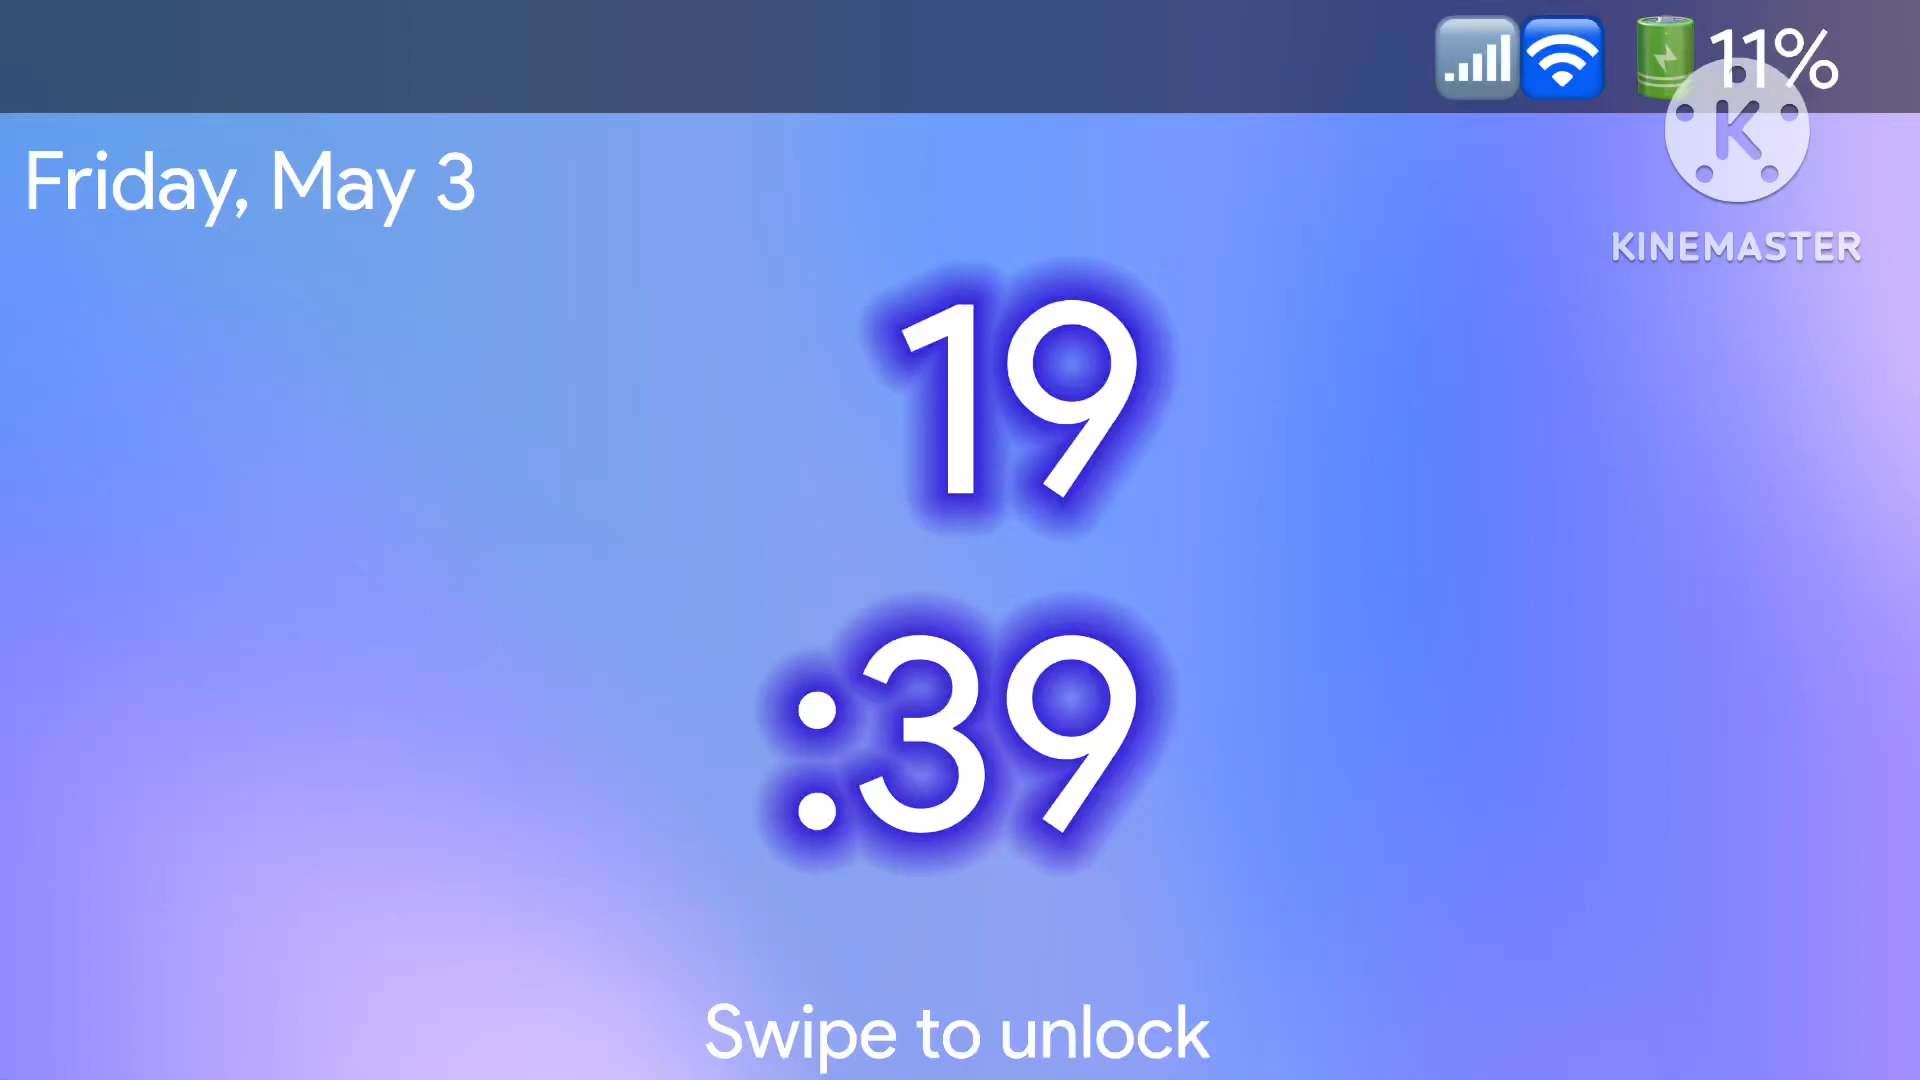 11%
Friday, May 3
K
KINEMASTER
19
:39
Swipe to unlock